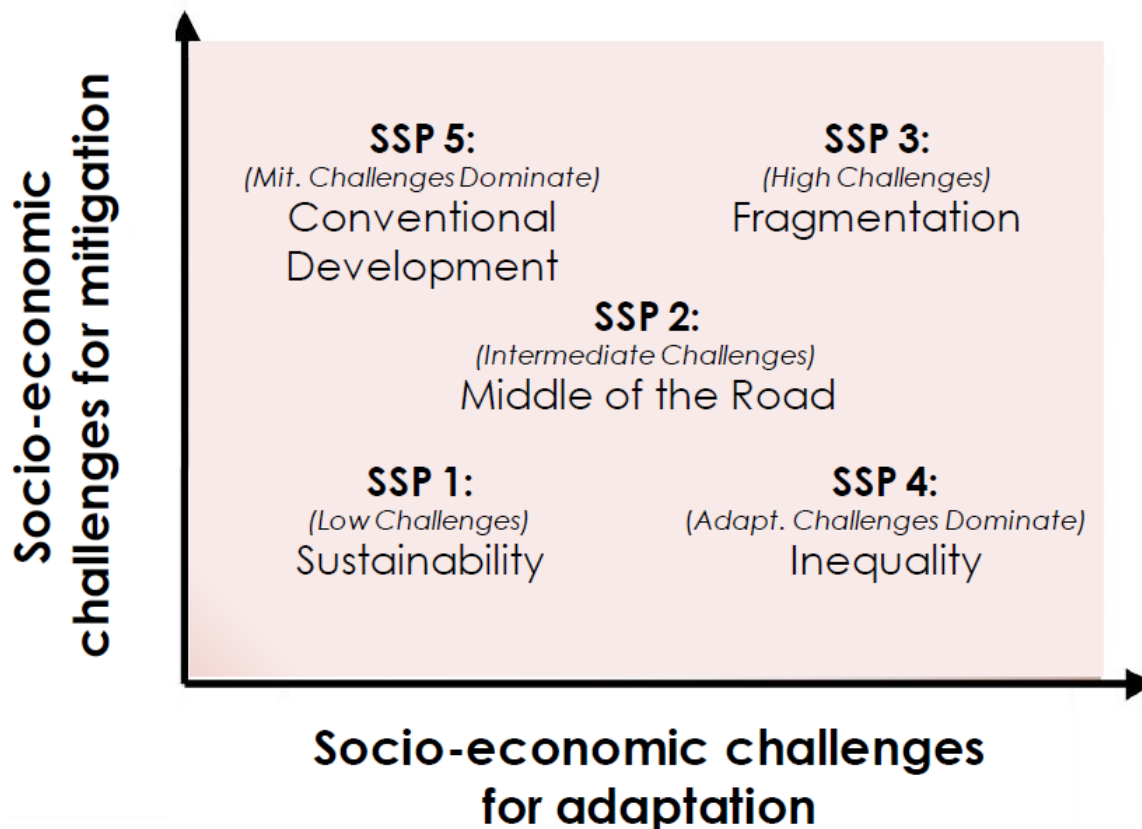 Socio-economic
challenges for mitigation
SSP 5:
(Mit. Challenges Dominate)
Conventional
Development
SSP 3:
(High Challenges)
Fragmentation
SSP 2:
(Intermediate Challenges)
Middle of the Road
SSP 1:
(Low Challenges)
Sustainability
SSP 4:
(Adapt. Challenges Dominate)
Inequality
Socio-economic challenges
for adaptation